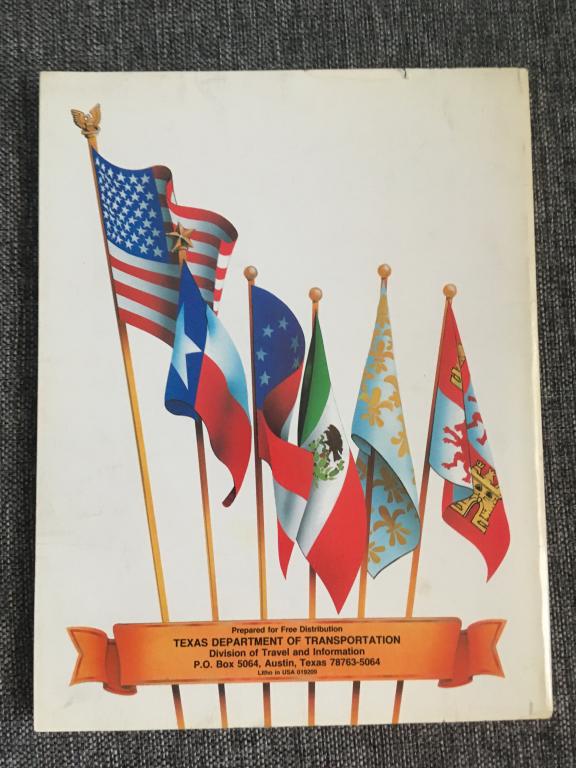 Prepared for Free Distribution
TEXAS DEPARTMENT OF TRANSPORTATION
Division of Travel and Information
P.O. Box 5064, Austin, Texas 78763-5064
Litho in USA 019209